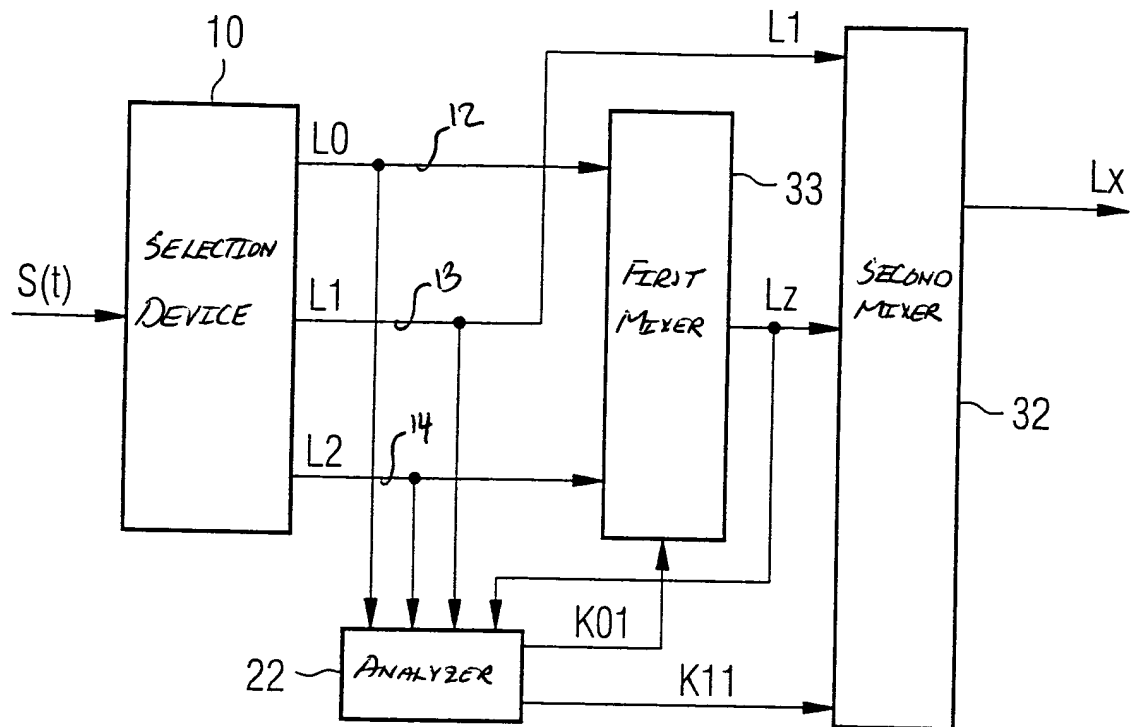 10
L1
L0
12
33
Lx
SELECTION
DEVICE
S(t)
L1
13
FIRST
MIXER
Lz
SECOND
MIXER
32
L2
14
K01
22
ANALYZER
K11